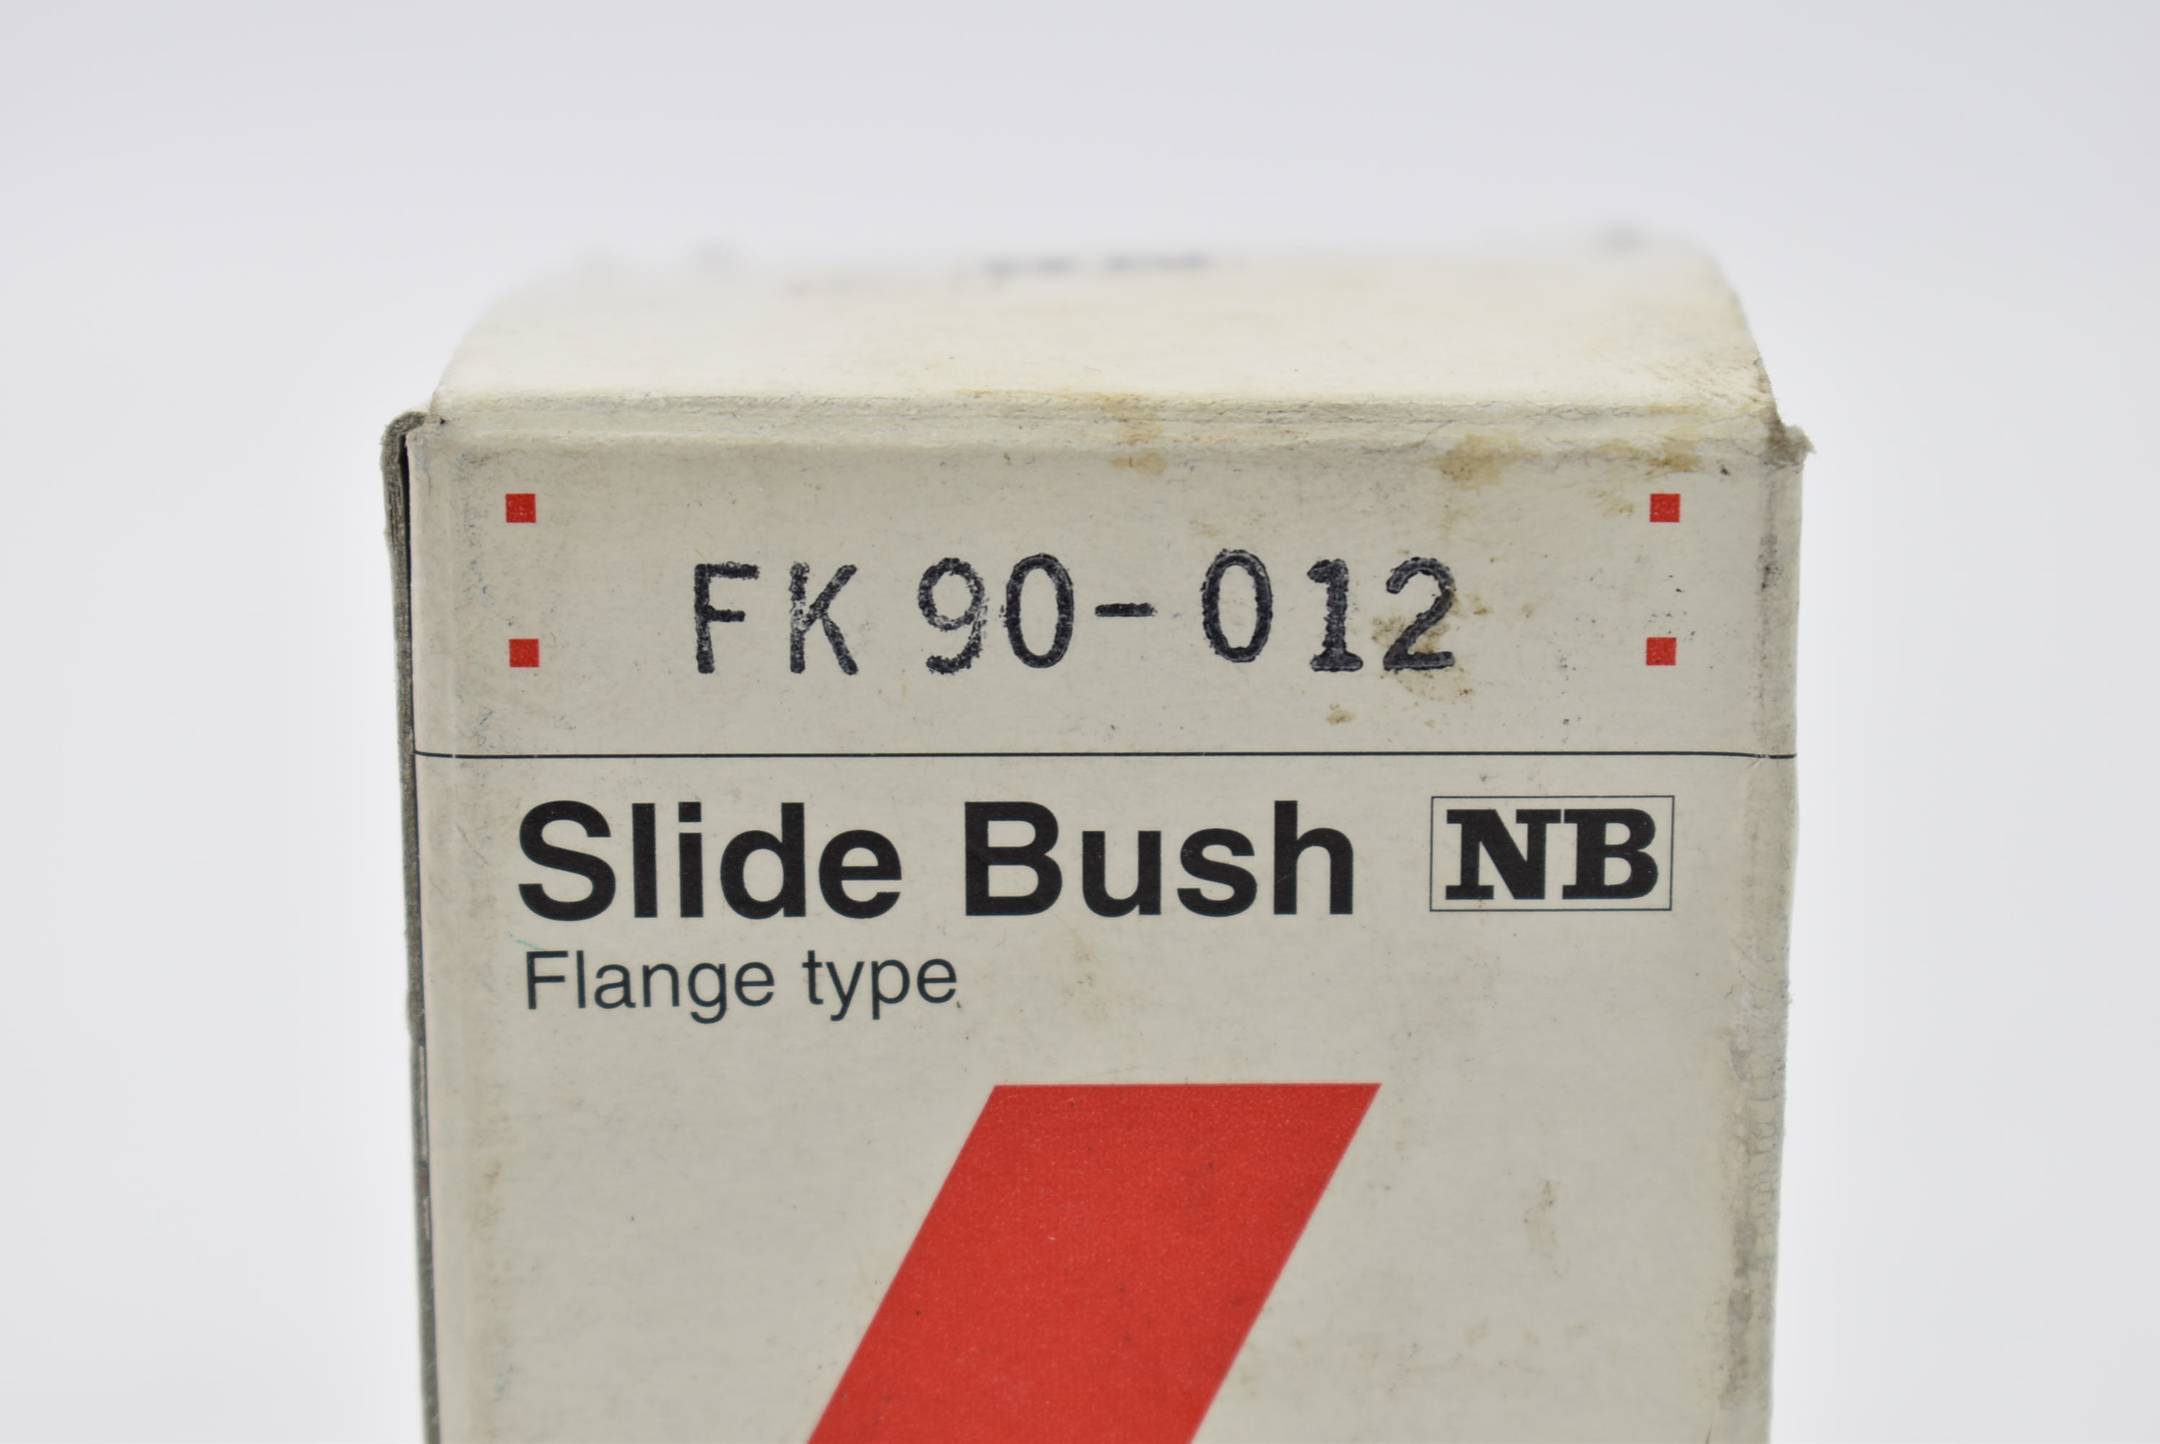 FK 90-012
Slide Bush NB
Flange type